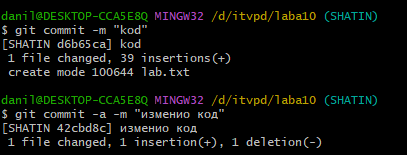 danil@DESKTOP-CCA5E8Q MINGW32 /d/itvpd/laba10 (SHATIN)
$ git commit -m "kod"
[SHATIN d6b65ca] kod
 1 file changed, 39 insertions(+)
 create mode 100644 lab.txt
danil@DESKTOP-CCA5E8Q MINGW32 /d/itvpd/laba10 (SHATIN)
$ git commit -a -m "изменио код"
[SHATIN 42cbd8c] изменио код
 1 file changed, 1 insertion(+), 1 deletion(-)